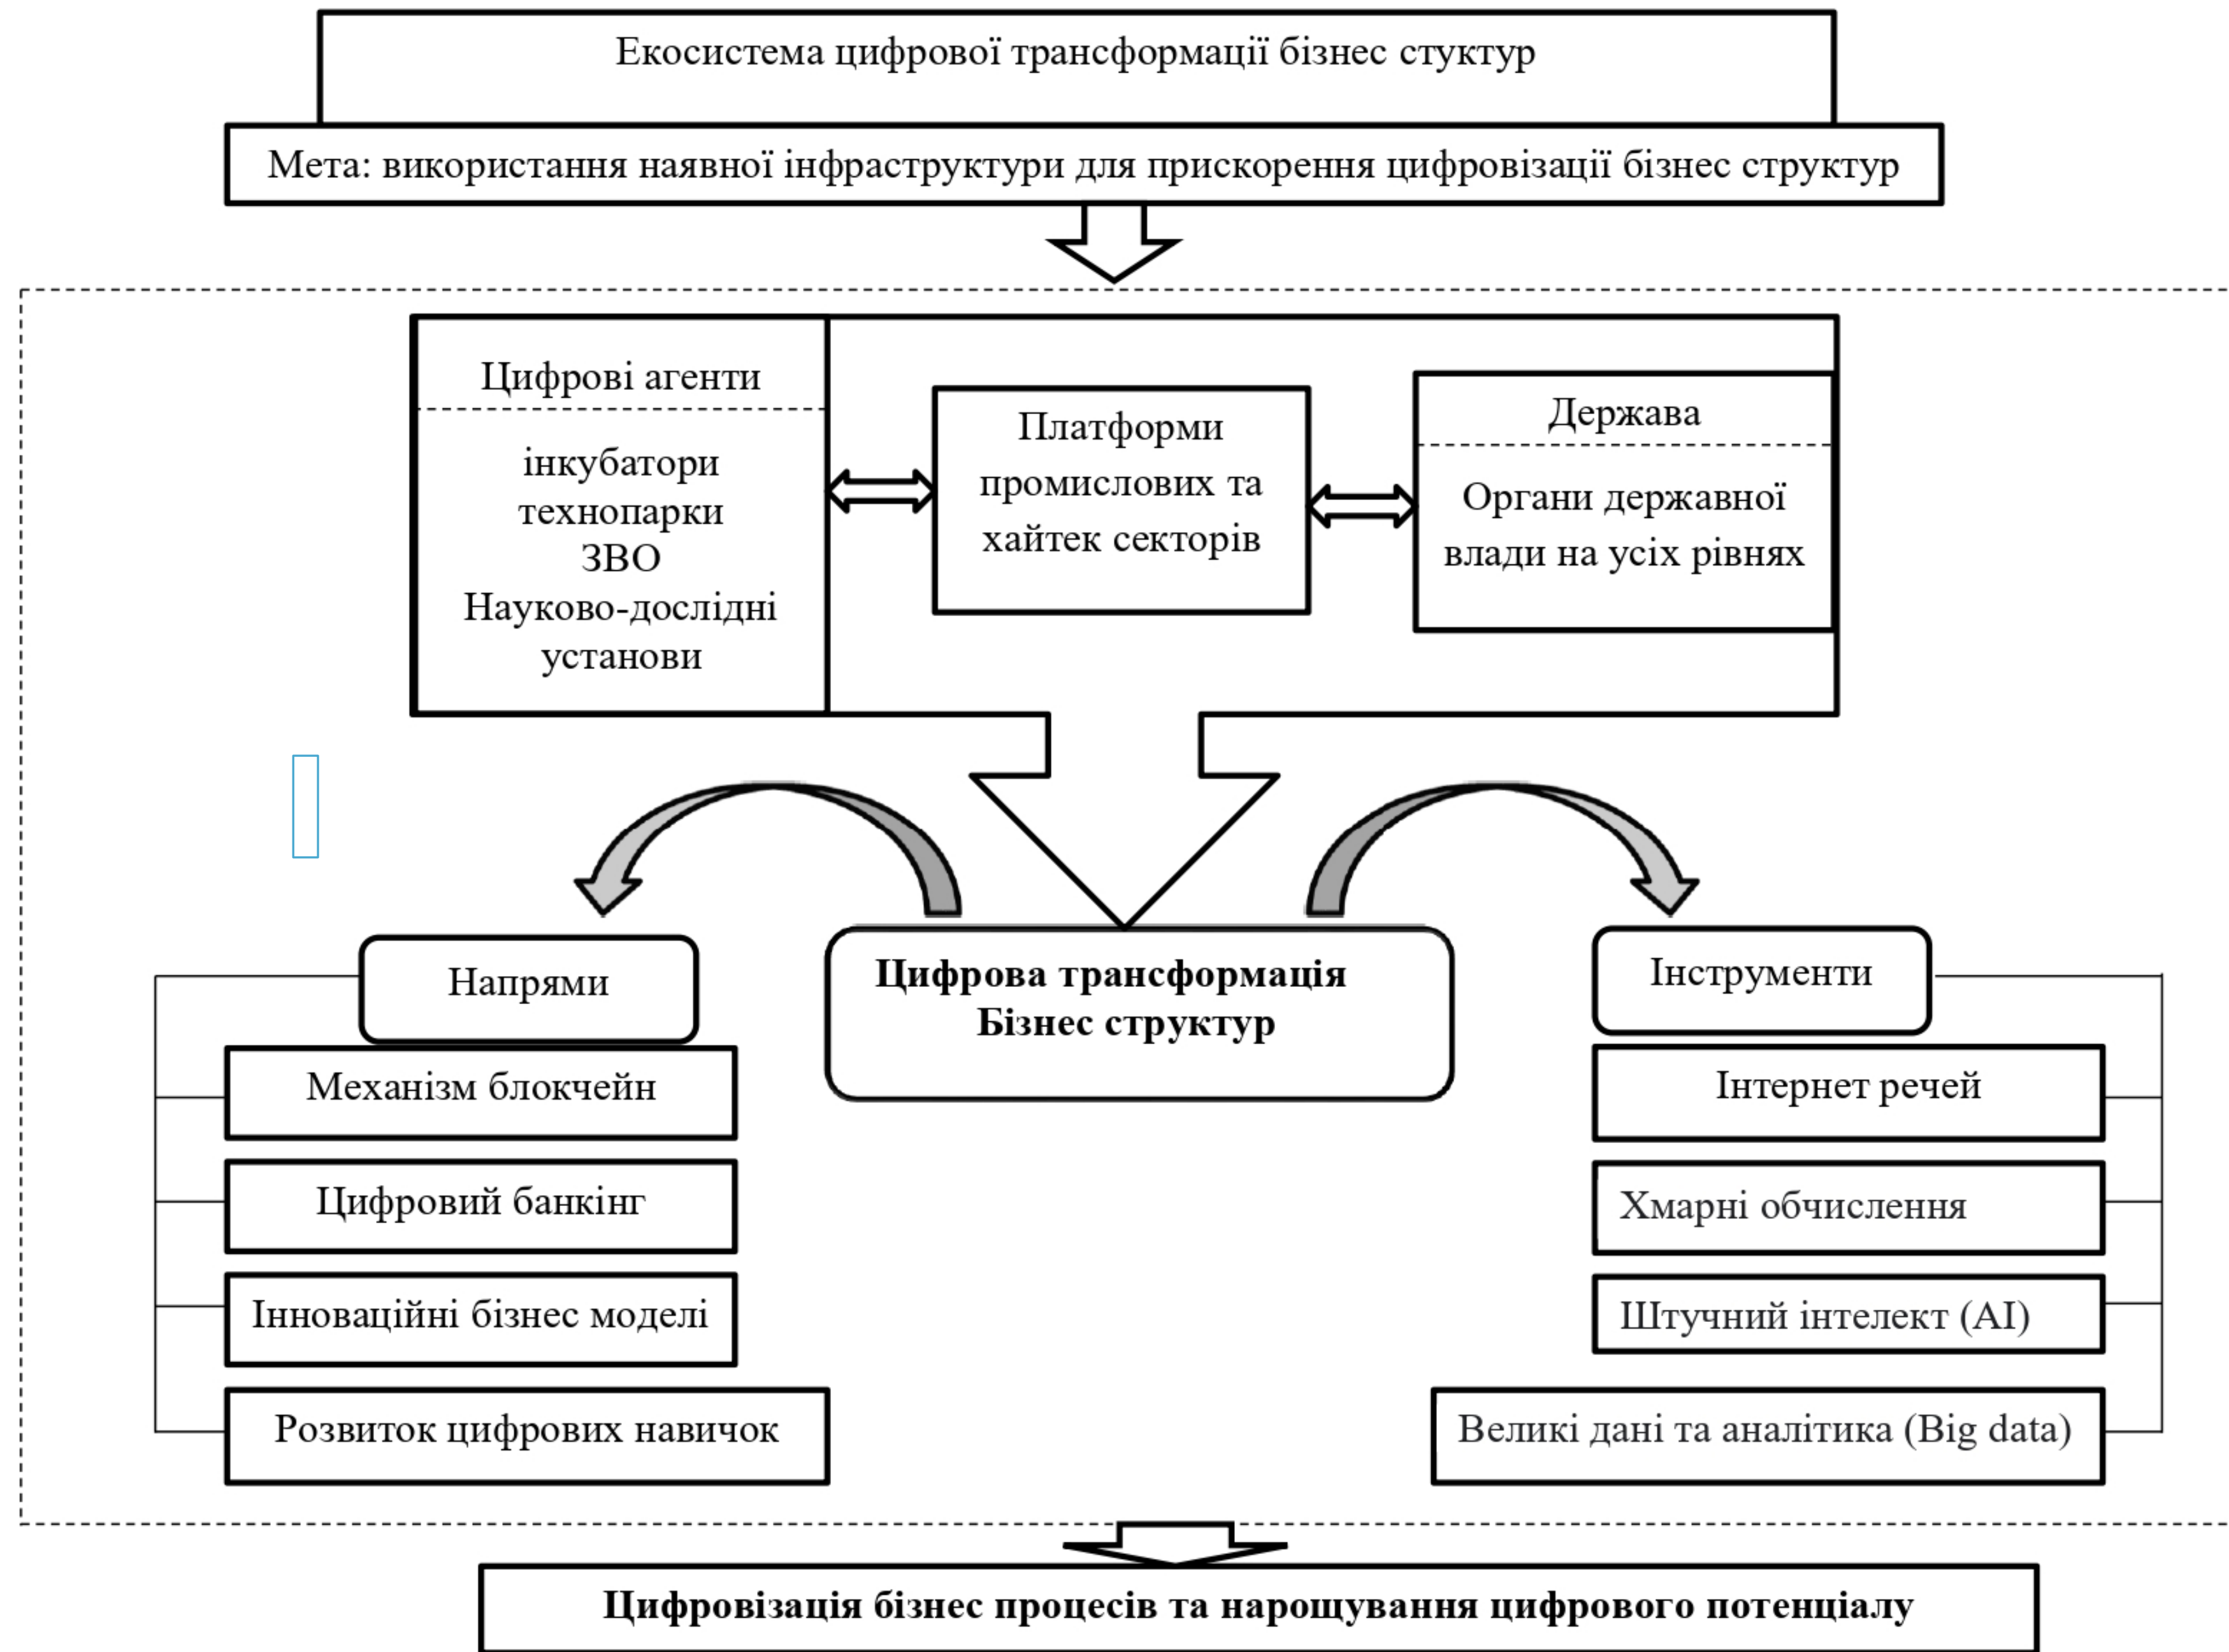 Екосистема цифрової трансформації бізнес стуктур
Мета: використання наявної інфраструктури для прискорення цифровізації бізнес структур
Цифрові агенти
інкубатори
технопарки
ЗВО
Науково-дослідні
установи
Платформи
промислових та
хайтек секторів
Держава
Органи державної
влади на усіх рівнях
Цифрова трансформація
Бізнес структур
Напрями
Механізм блокчейн
Цифровий банкінг
Інноваційні бізнес моделі
Розвиток цифрових навичок
Інструменти
Інтернет речей
Хмарні обчислення
Штучний інтелект (AI)
Великі дані та аналітика (Big data)
Цифровізація бізнес процесів та нарощування цифрового потенціалу